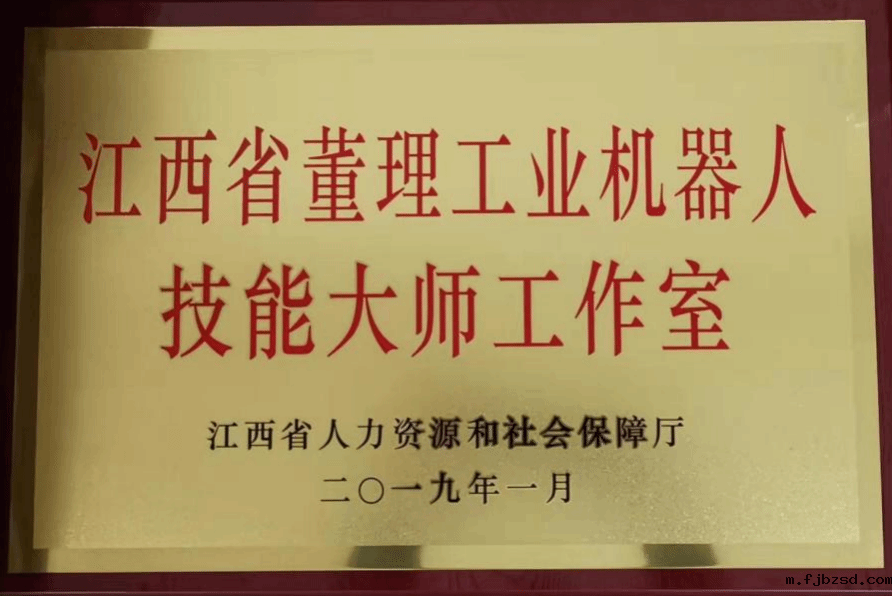 江西省董理工业机器人
技能大师工作室
江西省人力资源和社会保障厅
二〇一九年一月
m.fjbzsd.com